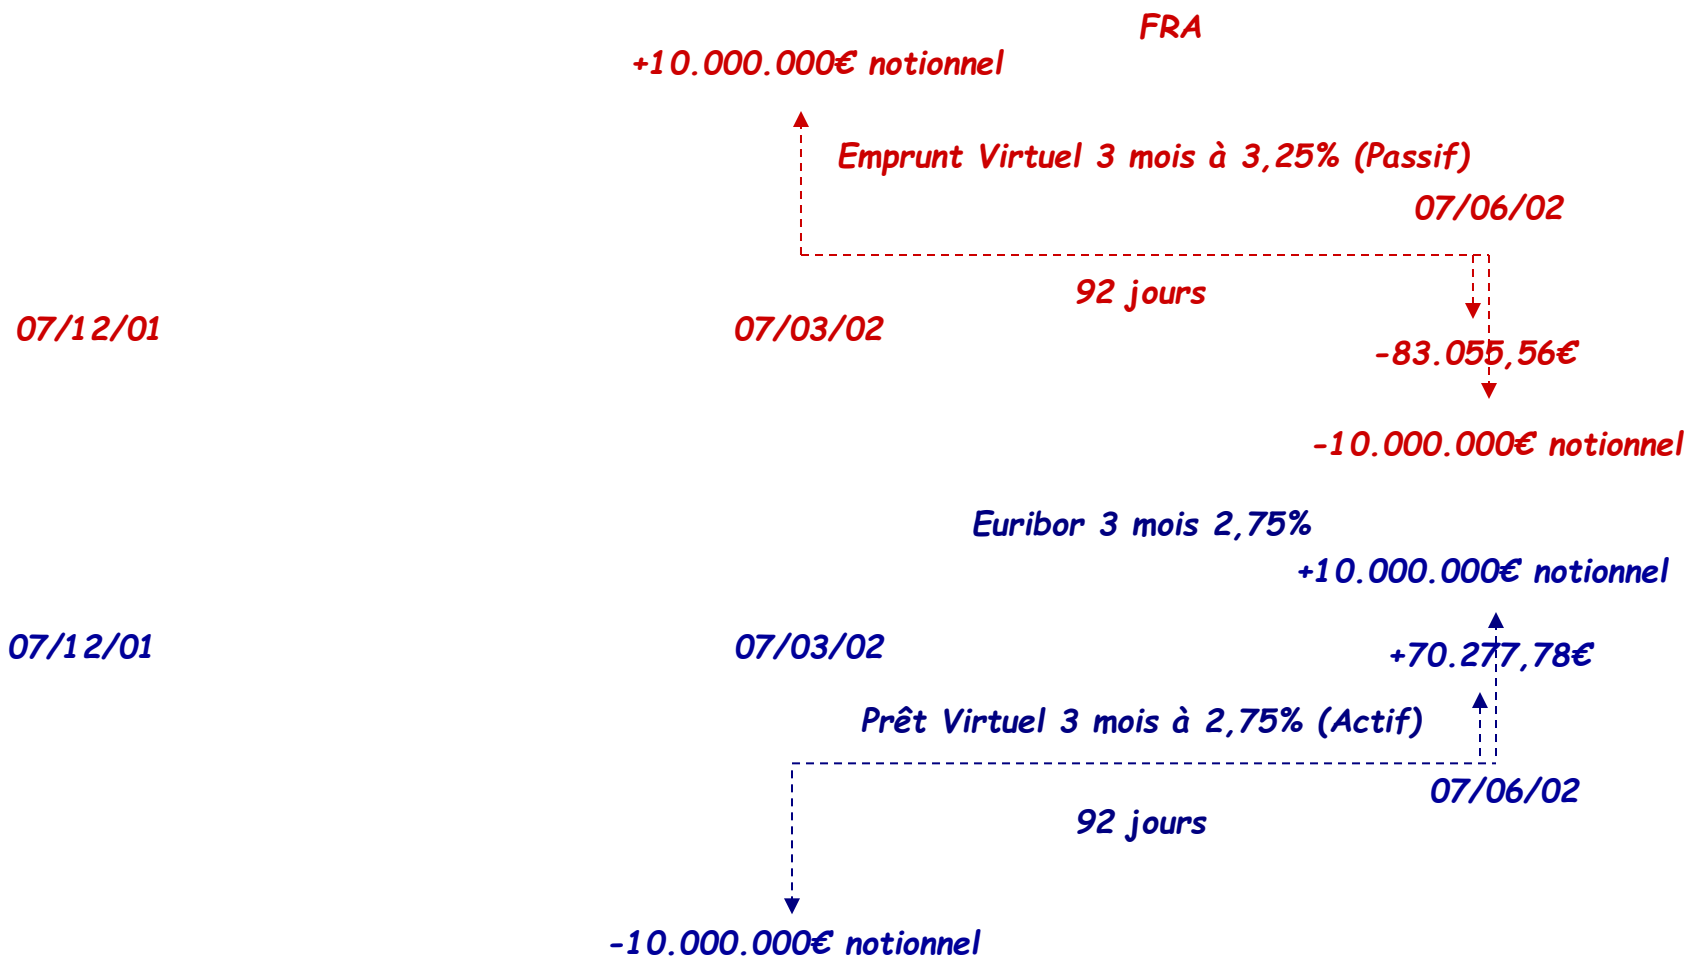 FRA
+10.000.000€ notionnel
Emprunt Virtuel 3 mois à 3,25% (Passif)
07/06/02
92 jours
07/12/01
07/03/02
-83.055,56€
-10.000.000€ notionnel
Euribor 3 mois 2,75%
+10.000.000€ notionnel
07/12/01
07/03/02
+70.277,78€
Prêt Virtuel 3 mois à 2,75% (Actif)
07/06/02
92 jours
-10.000.000€ notionnel